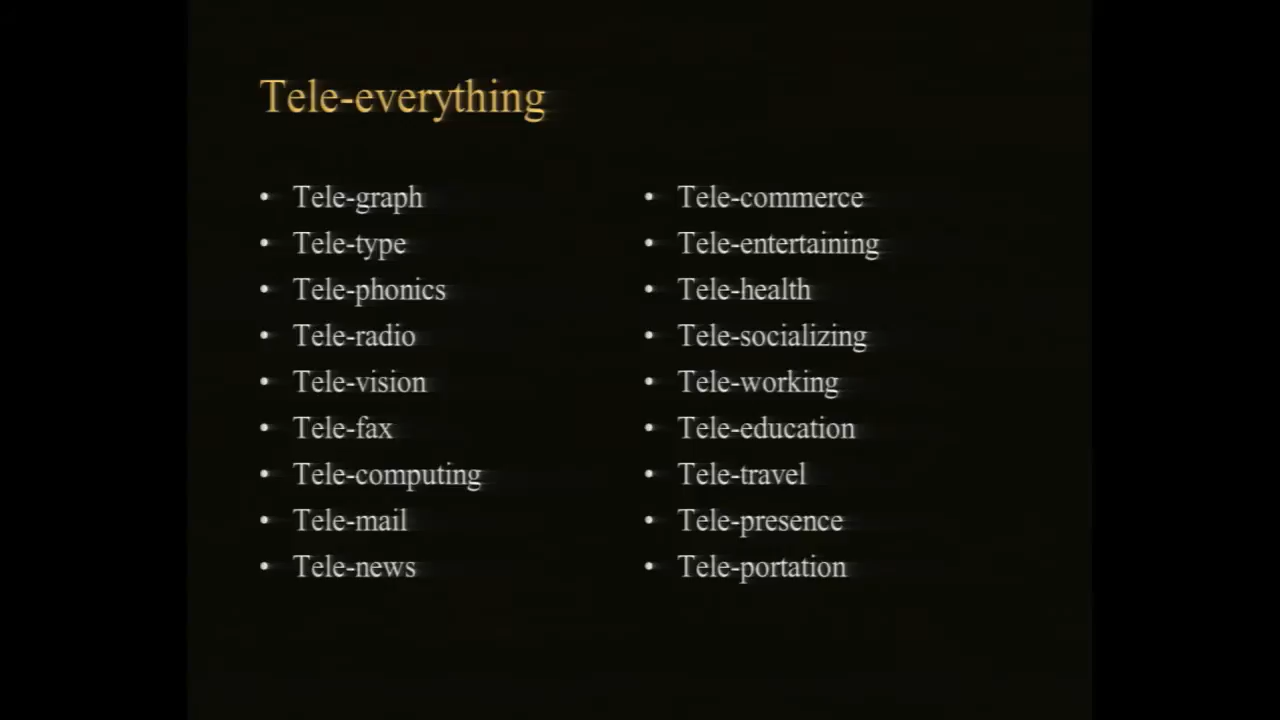 Tele-everything
• Tele-graph
• Tele-type
• Tele-phonics
• Tele-radio
• Tele-vision
• Tele-fax
• Tele-computing
• Tele-mail
• Tele-news
• Tele-commerce
• Tele-entertaining
• Tele-health
• Tele-socializing
• Tele-working
• Tele-education
• Tele-travel
• Tele-presence
• Tele-portation